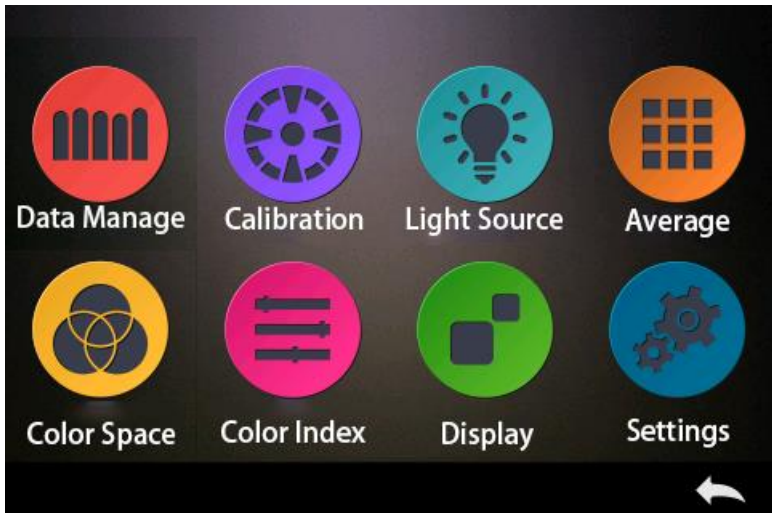 Data Manage
Calibration
Light Source
Average
Color Space
Color Index
Display
Settings